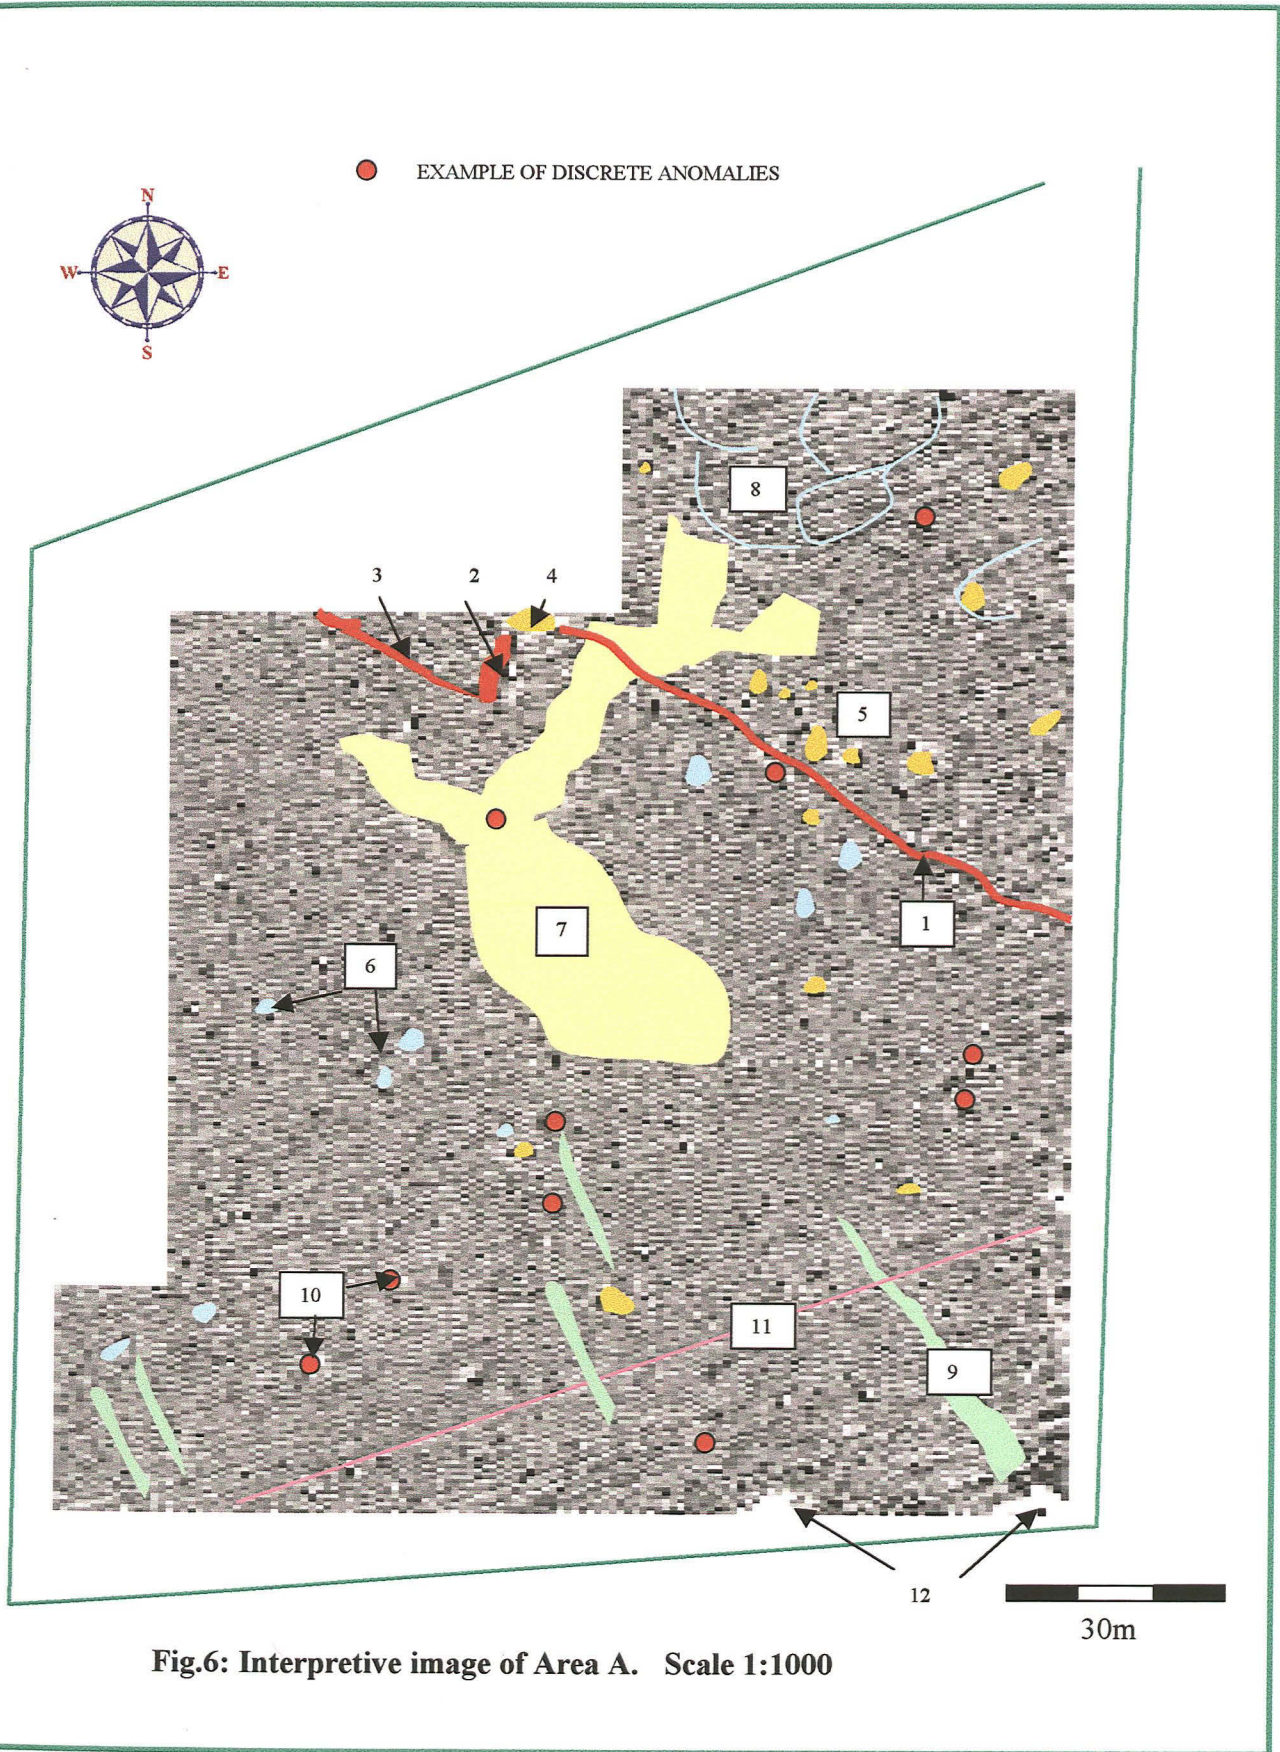 EXAMPLE OF DISCRETE ANOMALIES
N
W E
S
8
3 2 4
5
1
7
6
10
11
9
12
30m
Fig.6: Interpretive image of Area A. Scale 1:1000